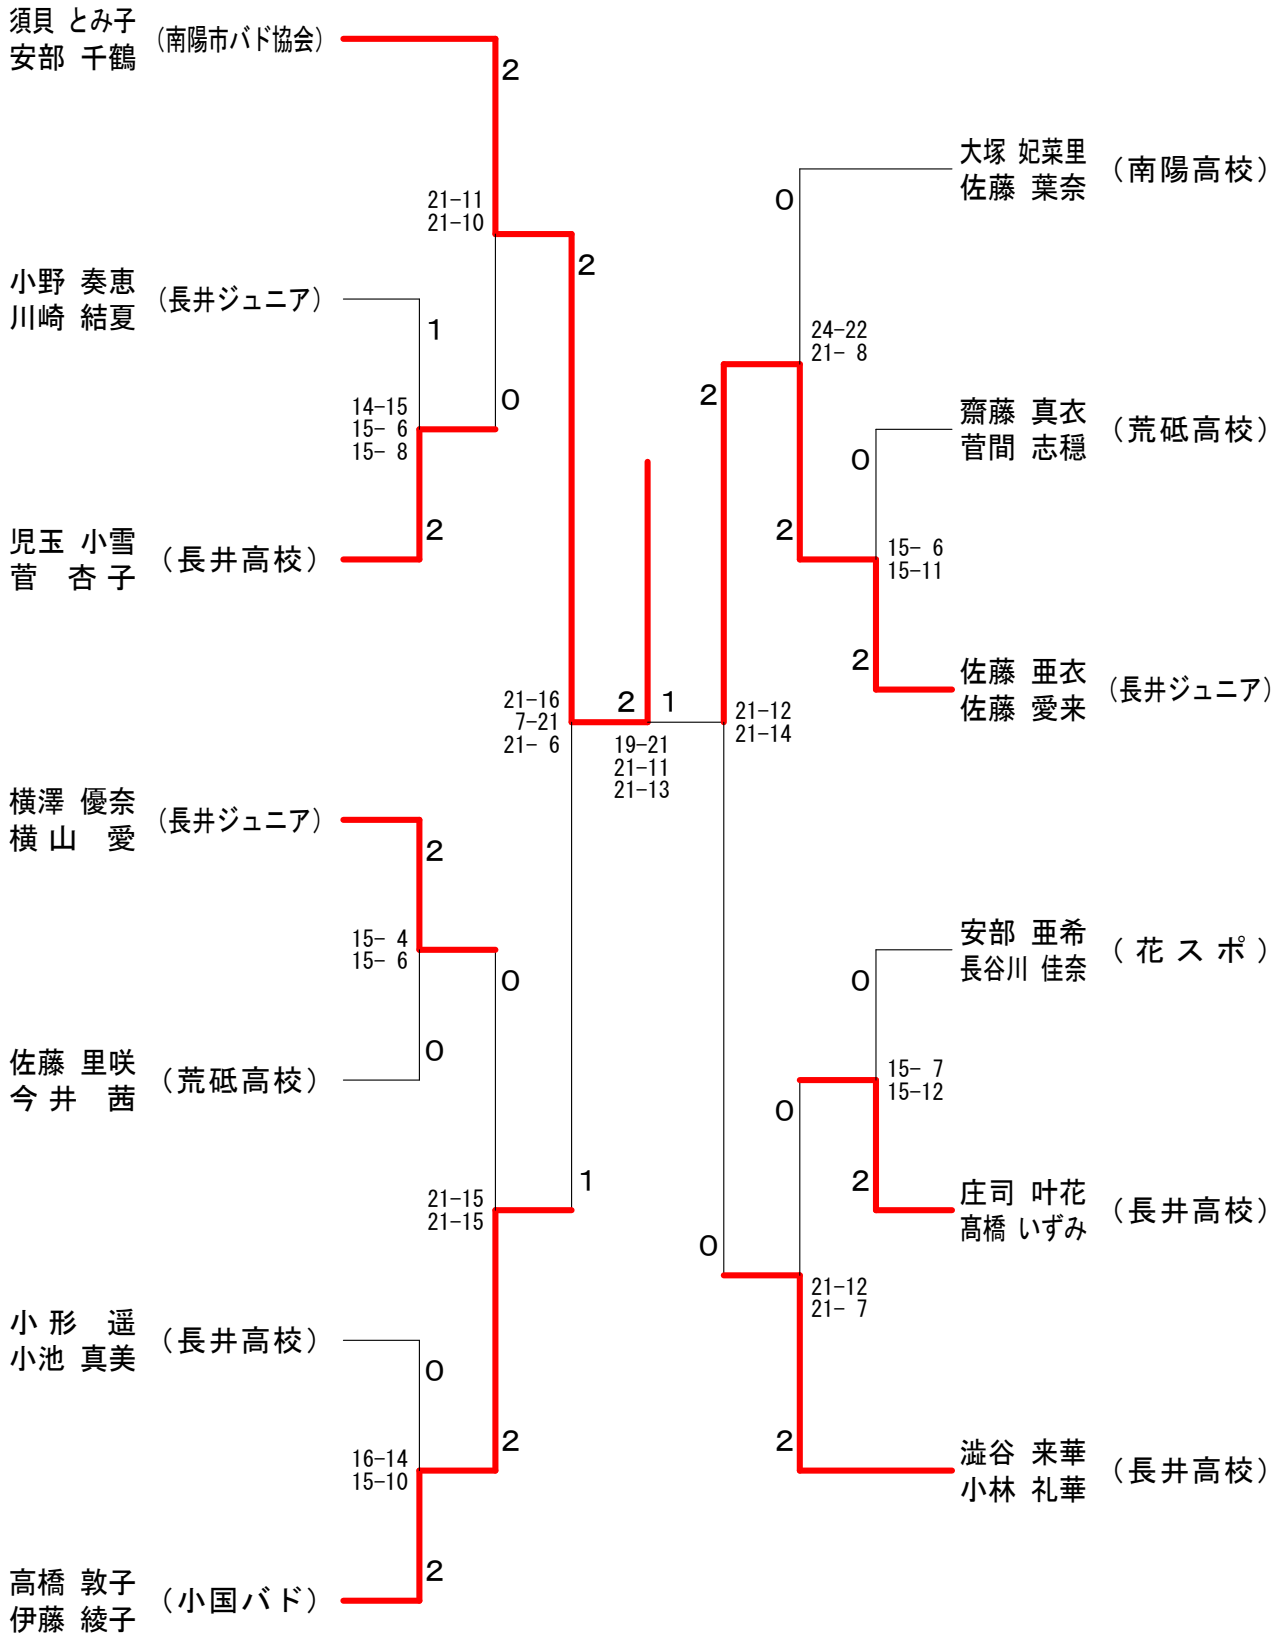 須貝 とみ子
安部 千鶴
(南陽市バド協会)
2
21-11
21-10
小野 奏恵
川崎 結夏
(長井ジュニア)
1
14-15
15- 6
15- 8
0
児玉 小雪
菅 杏子
(長井高校)
2
2
21-16
7-21
21- 6
2
1
19-21
21-11
21-13
横澤 優奈
横山 愛
(長井ジュニア)
2
15- 4
15- 6
0
佐藤 里咲
今井 茜
(荒砥高校)
0
21-15
21-15
1
小形 遥
小池 真美
(長井高校)
0
16-14
15-10
2
高橋 敦子
伊藤 綾子
(小国バド)
2
大塚 妃菜里
佐藤 葉奈
(南陽高校)
0
24-22
21- 8
2
齋藤 真衣
菅間 志穏
(荒砥高校)
0
2
15- 6
15-11
佐藤 亜衣
佐藤 愛来
(長井ジュニア)
2
21-12
21-14
安部 亜希
長谷川 佳奈
(花スポ)
0
15- 7
15-12
0
庄司 叶花
髙橋 いずみ
(長井高校)
2
0
21-12
21- 7
澁谷 来華
小林 礼華
(長井高校)
2